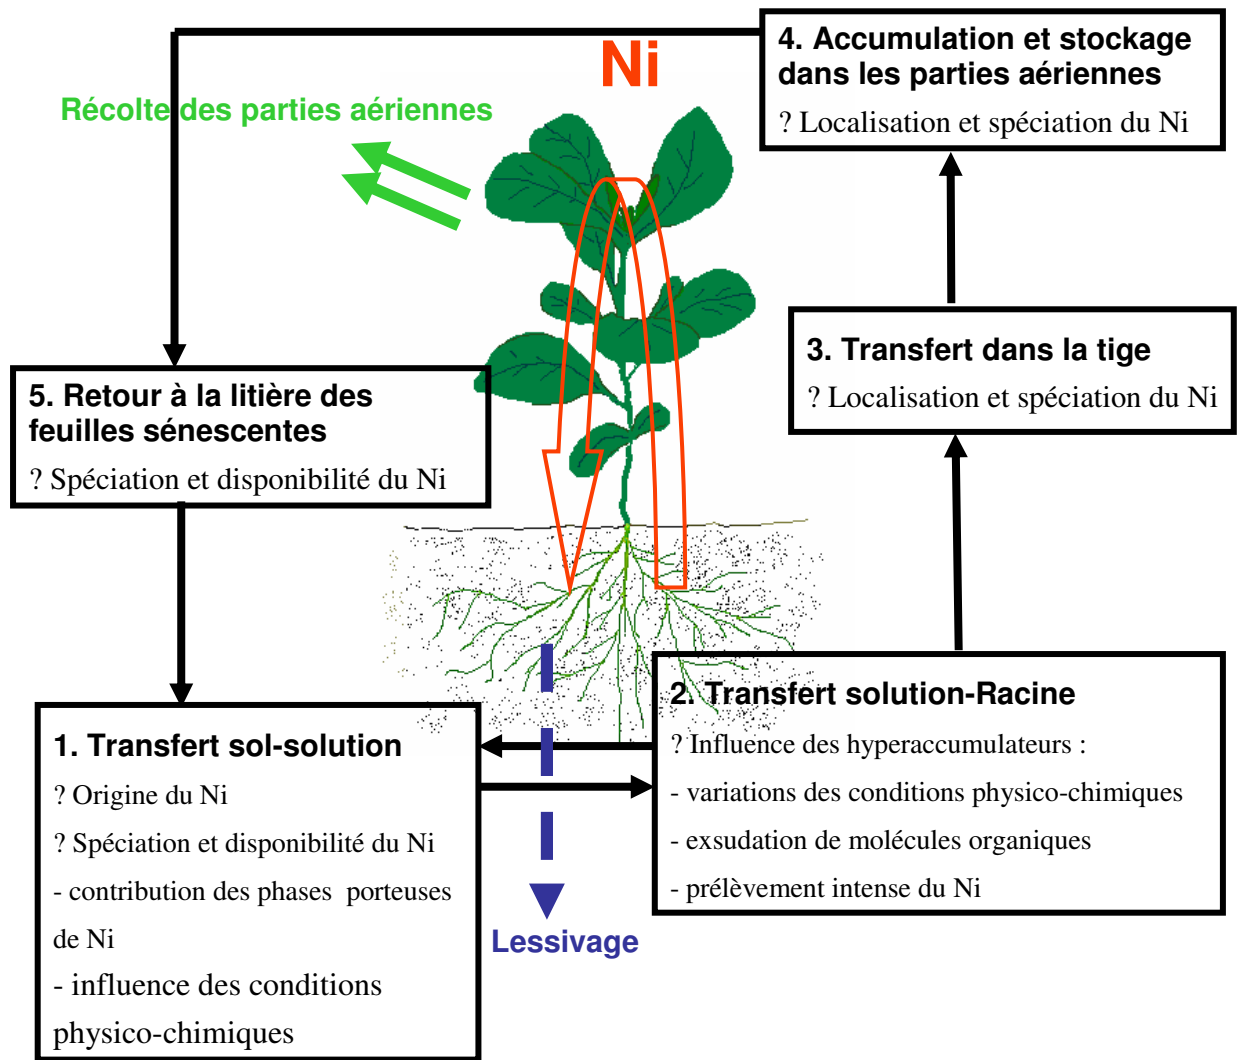 Ni
Récolte des parties aériennes
4. Accumulation et stockage
dans les parties aériennes
? Localisation et spéciation du Ni
3. Transfert dans la tige
? Localisation et spéciation du Ni
5. Retour à la litière des
feuilles sénescentes
? Spéciation et disponibilité du Ni
2. Transfert solution-Racine
? Influence des hyperaccumulateurs :
- variations des conditions physico-chimiques
- exsudation de molécules organiques
- prélèvement intense du Ni
1. Transfert sol-solution
? Origine du Ni
? Spéciation et disponibilité du Ni
- contribution des phases porteuses
de Ni
- influence des conditions
physico-chimiques
Lessivage